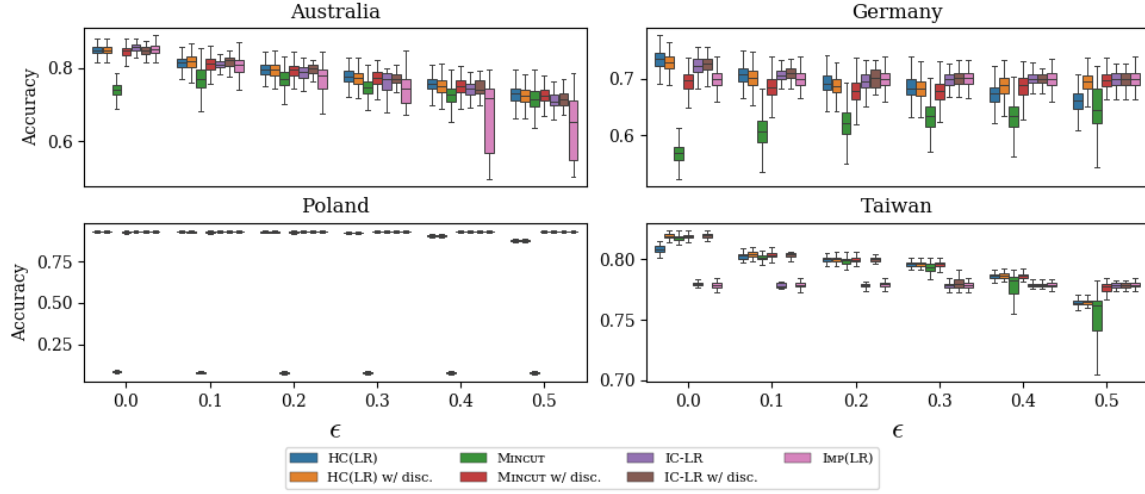 Australia
Germany
Accuracy
0.8
0.6
0.7
0.6
Poland
Taiwan
Accuracy
0.75
0.50
0.25
0.80
0.75
0.70
0.0 0.1 0.2 0.3 0.4 0.5
0.0 0.1 0.2 0.3 0.4 0.5
ϵ
ϵ
HC(LR) Mincut IC-LR Imp(LR)
HC(LR) w/ disc. Mincut w/ disc. IC-LR w/ disc.